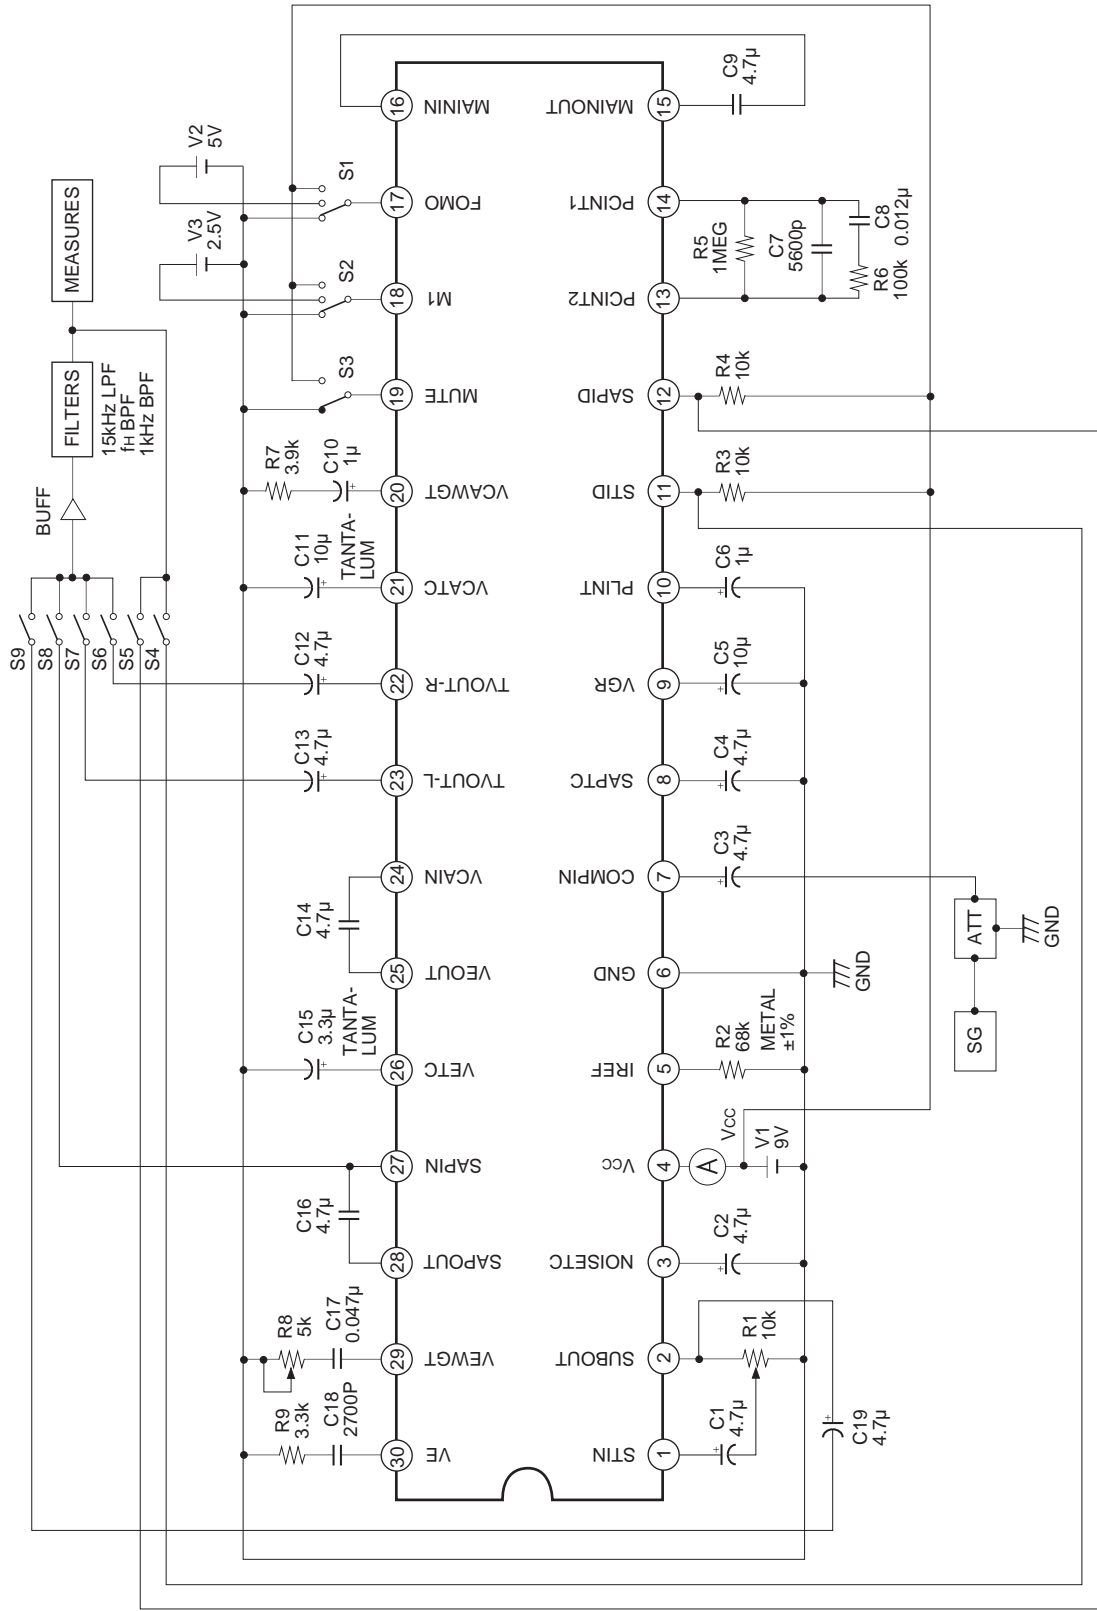 MEASURES
FILTERS
15kHz LPF
fH BPF
1kHz BPF
BUFF
S9
S8
S7
S6
S5
S4
V2
5V
V3
2.5V
S1
S2
S3
R7
3.9k
C10
1µ
C11
10µ
TANTA-
LUM
C12
4.7µ
C13
4.7µ
C14
4.7µ
C15
3.3µ
TANTA-
LUM
C16
4.7µ
R8
5k
C17
0.047µ
R9
3.3k
C18
2700P
30
29
28
27
26
25
24
23
22
21
20
19
18
17
16
VE
VEWGT
SAPOUT
SAPIN
VETC
VEOUT
VCAIN
TVOUT-L
TVOUT-R
VCATC
VCAWGT
MUTE
M1
FOMO
MAININ
STIN
SUBOUT
NOISETC
VCC
IREF
GND
COMPIN
SAPTC
VGR
PLINT
STID
SAPID
PCINT2
PCINT1
MAINOUT
1
2
3
4
5
6
7
8
9
10
11
12
13
14
15
C1
4.7µ
R1
10k
C19
4.7µ
C2
4.7µ
A
VCC
V1
9V
R2
68k
METAL
±1%
GND
C3
4.7µ
SG
ATT
GND
C4
4.7µ
C5
10µ
C6
1µ
R3
10k
R4
10k
R5
1MEG
C7
5600p
R6
100k
C8
0.012µ
C9
4.7µ